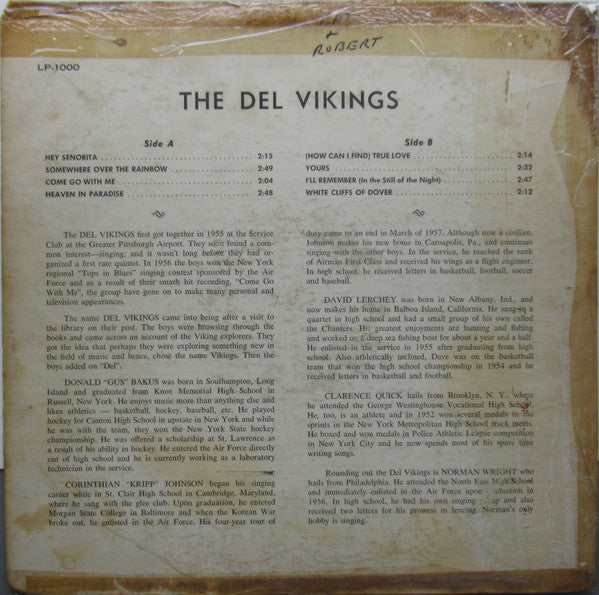 ROBERT
LP-1000
THE DEL VIKINGS
Side A
HEY SENORITA 2:15
SOMEWHERE OVER THE RAINBOW 2:49
COME GO WITH ME 2:04
HEAVEN IN PARADISE 2:48
The DEL VIKINGS first got together in 1955 at the Service
Club at the Greater Pittsburgh Airport. They soon found a com-
mon interest—singing; and it wasn't long before they had or-
ganized a first rate quintet. In 1956 the boys won the New York
regional "Tops in Blues" singing contest sponsored by the Air
Force and as a result of their smash hit recording, "Come Go
With Me", the group have gone on to make many personal and
television appearances.
The name DEL VIKINGS came into being after a visit to
the library on their post. The boys were browsing through the
books and came across an account of the Viking explorers. They
got the idea that perhaps they were exploring something new in
the field of music and hence, chose the name Vikings. Then the
boys added on "Del".
DONALD "GUS" BAKUS was born in Southampton, Long
Island and graduated from Knox Memorial High School in
Russell, New York. He enjoys music more than anything else and
likes athletics — basketball, hockey, baseball, etc. He played
hockey for Canton High School in upstate in New York and while
he was with the team, they won the New York State hockey
championship. He was offered a scholarship at St. Lawrence as
a result of his ability in hockey. He entered the Air Force directly
out of high school and he is currently working as a laboratory
technician in the service.
CORINTHIAN "KRIPP" JOHNSON began his singing
career while in St. Clair High School in Cambridge, Maryland,
where he sang with the glee club. Upon graduation, he entered
Morgan State College in Baltimore and when the Korean War
broke out, he enlisted in the Air Force. His four-year tour of
Side B
(HOW CAN I FIND) TRUE LOVE 2:14
YOURS 2:32
I'LL REMEMBER (In the Still of the Night) 2:47
WHITE CLIFFS OF DOVER 2:12
duty came to an end in March of 1957. Although now a civilian,
Johnson makes his new home in Caroapolis, Pa., and continues
singing with the other boys. In the service, he reached the rank
of Airman First Class and received his wings as a flight engineer.
In high school, he received letters in basketball, football, soccer
and baseball.
DAVID LERCHEY was born in New Albany, Ind., and
now makes his home in Balboa Island, California. He sang in a
quartet in high school and had a small group of his own called
the Chanters. His greatest enjoyments are hunting and fishing
and worked on a deep sea fishing boat for about a year and a half.
He enlisted in the service in 1955 after graduating from high
school. Also athletically inclined, Dave was on the basketball
team that won the high school championship in 1954 and he
received letters in basketball and football.
CLARENCE QUICK hails from Brooklyn, N. Y., where
he attended the George Westinghouse Vocational High School.
He, too, is an athlete and in 1952 won several medals in the
sprints in the New York Metropolitan High School track meets.
He boxed and won medals in Police Athletic League competition
in New York City and he now spends most of his spare time
writing songs.
Rounding out the Del Vikings is NORMAN WRIGHT who
hails from Philadelphia. He attended the North East High School
and immediately enlisted in the Air Force upon graduation in
1956. In high school, he had his own singing ap and also
received two letters for his prowess in fencing. Norman's only
hobby is singing.